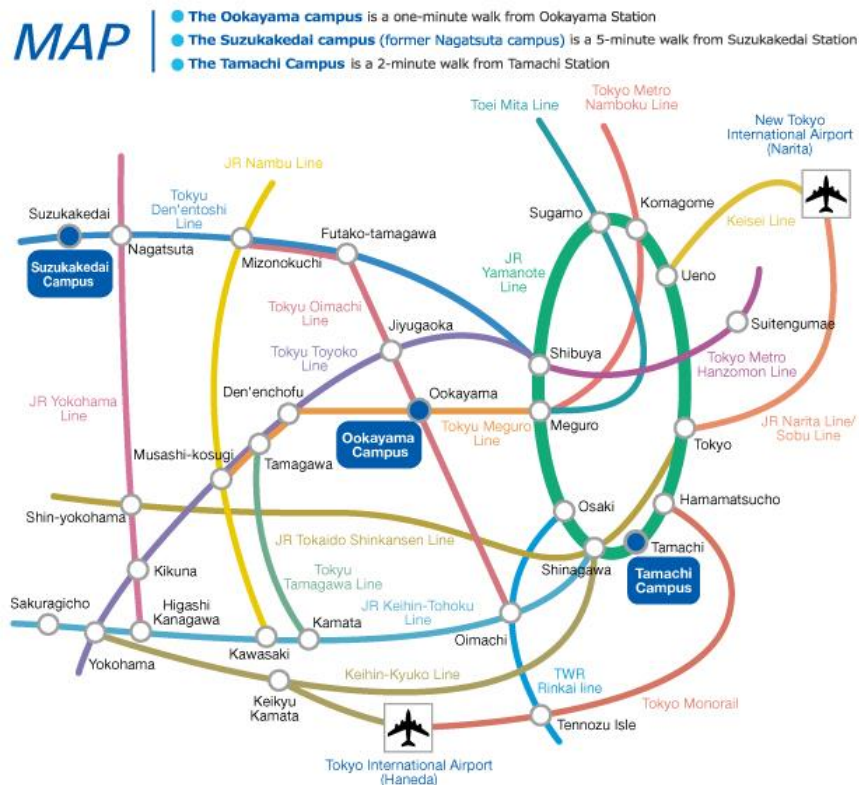 MAP
The Ookayama campus is a one-minute walk from Ookayama Station
The Suzukakedai campus (former Nagatsuta campus) is a 5-minute walk from Suzukakedai Station
The Tamachi Campus is a 2-minute walk from Tamachi Station
Tokyo Metro
Namboku Line
Toei Mita Line
New Tokyo
International Airport
(Narita)
JR Nambu Line
Tokyu
Den'entoshi
Line
Suzukakedai
Futako-tamagawa
Sugamo
Komagome
Keisei Line
Nagatsuta
Mizonokuchi
JR
Yamanote
Line
Ueno
Suzukakedai
Campus
Tokyu Oimachi
Line
Jiyugaoka
Suitengumae
Tokyu Toyoko
Line
Shibuya
Tokyo Metro
Hanzomon Line
Den'enchofu
Ookayama
JR Yokohama
Line
Ookayama
Campus
Tokyu Meguro
Line
Meguro
Tokyo
JR Narita Line/
Sobu Line
Musashi-kosugi
Tamagawa
Osaki
Hamamatsucho
Shin-yokohama
JR Tokaido Shinkansen Line
Shinagawa
Tamachi
Tamachi
Campus
Kikuna
Tokyu
Tamagawa Line
Sakuragicho
Higashi
Kanagawa
Kamata
JR Keihin-Tohoku
Line
Oimachi
Yokohama
Kawasaki
Keihin-Kyuko Line
TWR
Rinkai line
Tokyo Monorail
Keikyu
Kamata
Tennozu Isle
Tokyo International Airport
(Haneda)